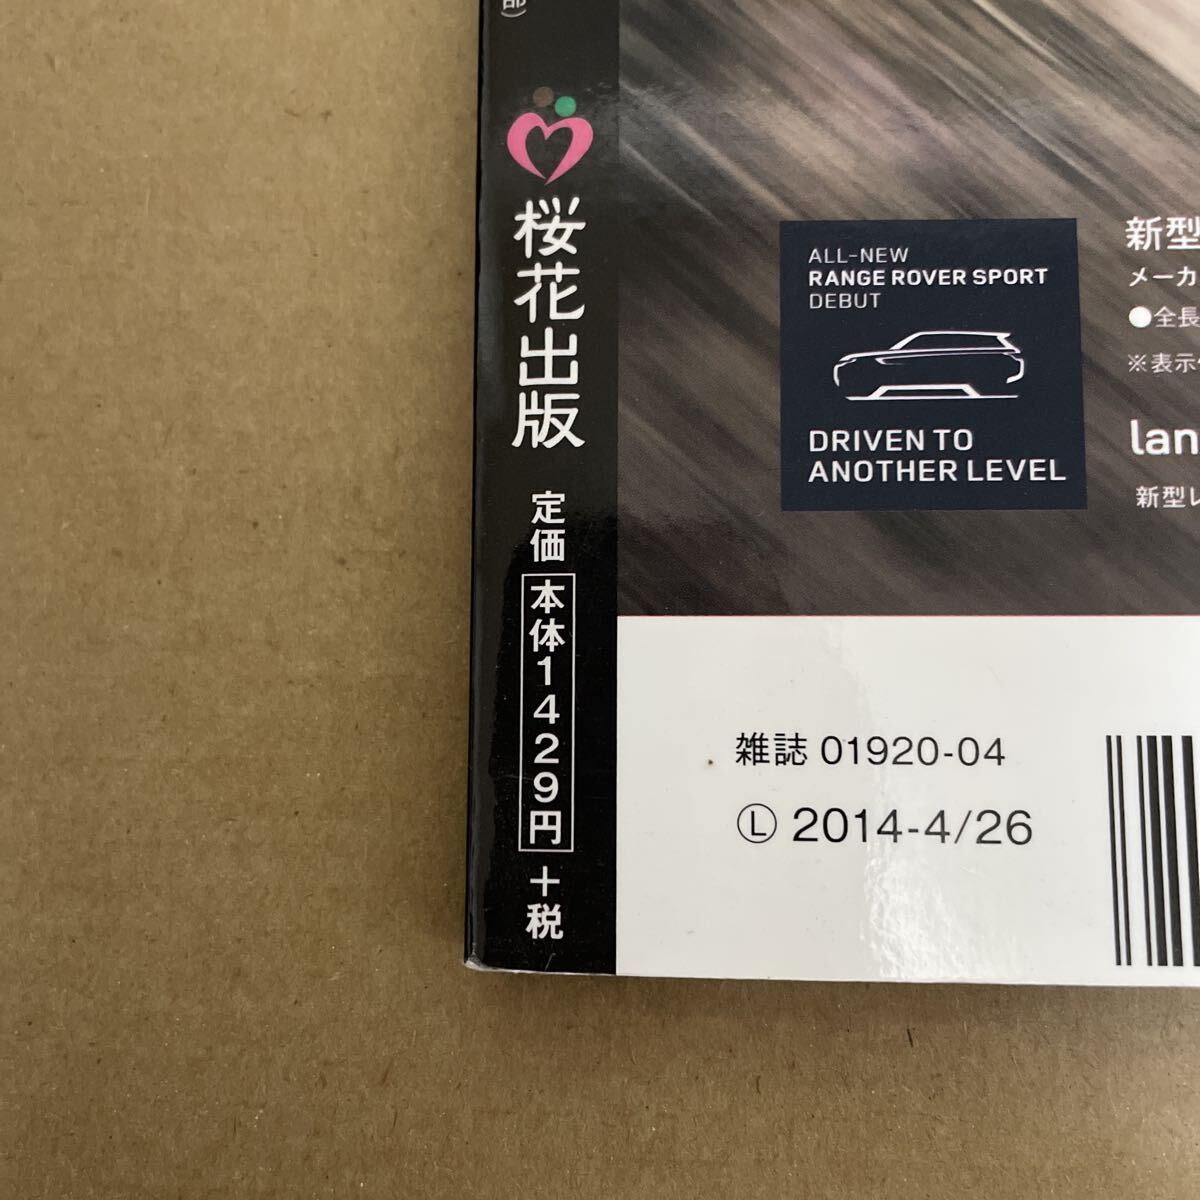 部）
桜花出版
定価
本体1429円
+税
ALL-NEW
RANGE ROVER SPORT
DEBUT
DRIVEN TO
ANOTHER LEVEL
新型
メーカ
●全長
※表示
lan
新型レ
雑誌 01920-04
Ⓛ 2014-4/26